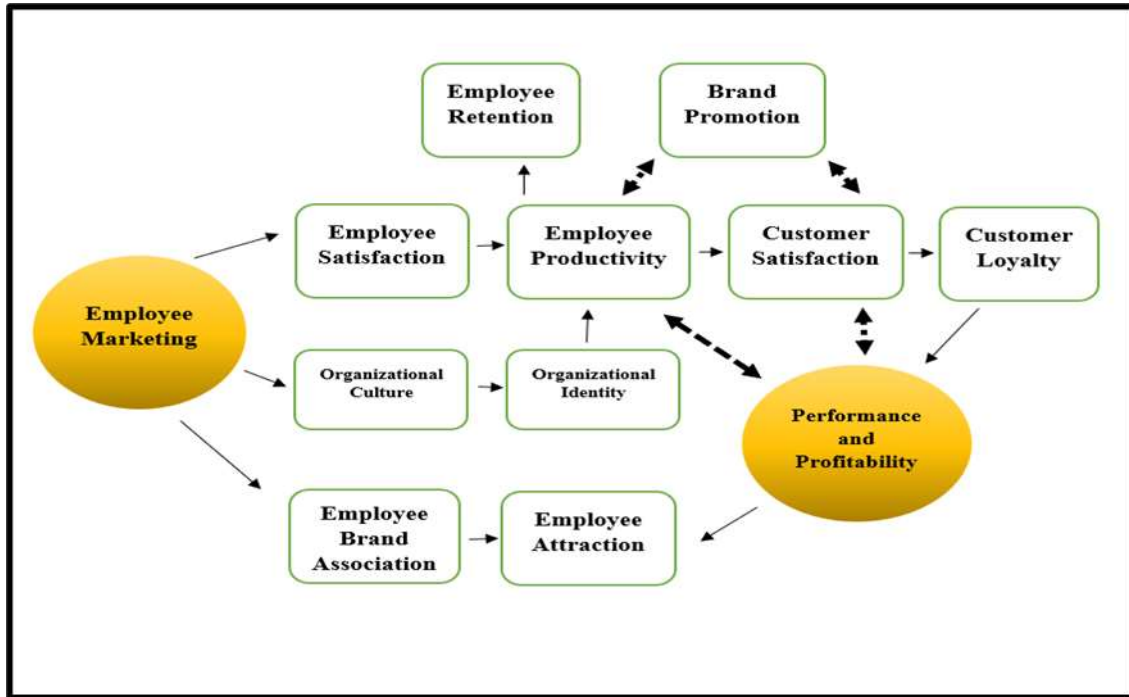 Employee
Retention
Brand
Promotion
Employee
Satisfaction
Employee
Productivity
Customer
Satisfaction
Customer
Loyalty
Employee
Marketing
Organizational
Culture
Organizational
Identity
Performance
and
Profitability
Employee
Brand
Association
Employee
Attraction